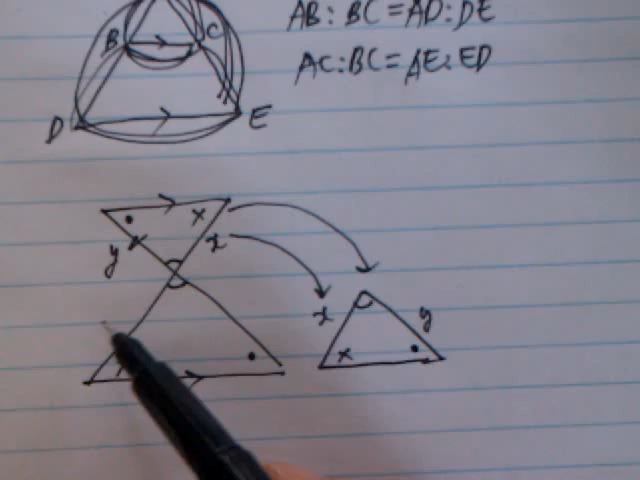 AB : BC = AD : DE
B C
AC : BC = AE : ED
D E
x
y x
x y
x